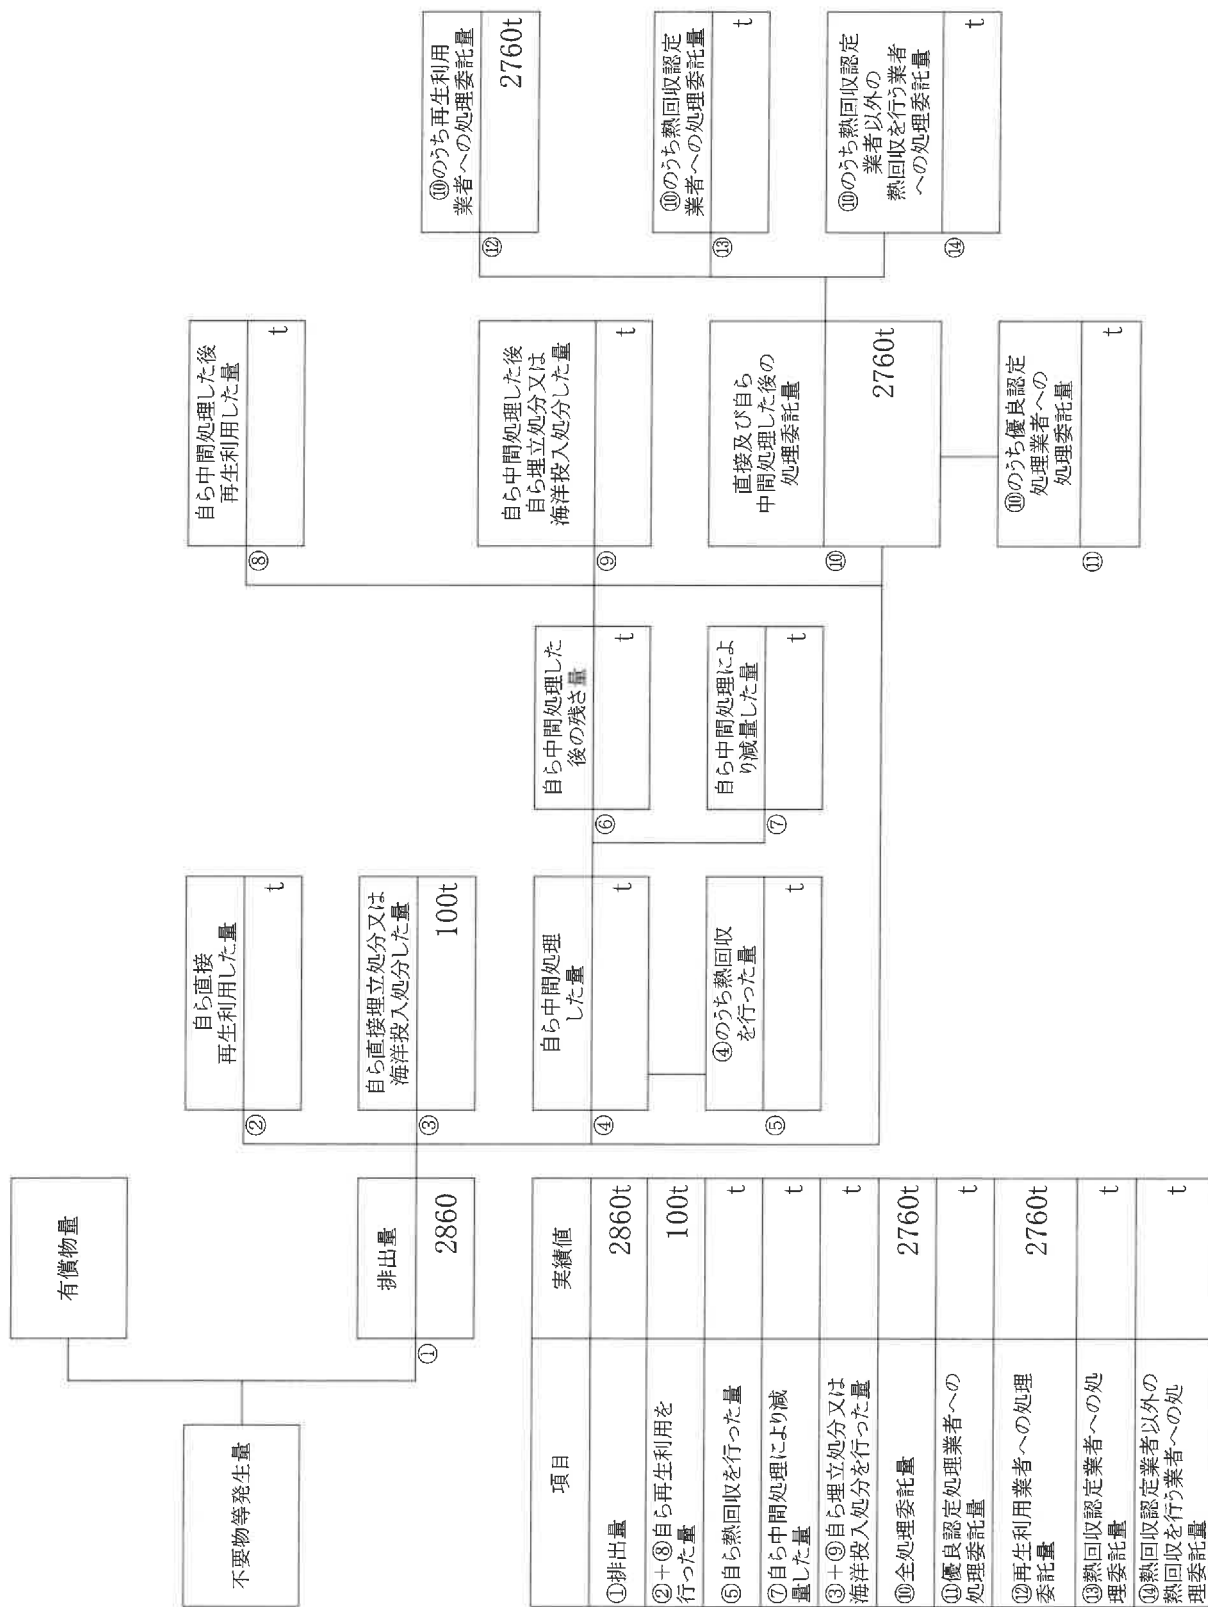 有償物量
不要物等発生量
①
排出量
2860
②
自ら直接
再生利用した量
t
③
自ら直接埋立処分又は
海洋投入処分した量
100t
④
自ら中間処理
した量
t
⑤
④のうち熱回収
を行った量
t
⑥
自ら中間処理した
後の残さ量
t
⑦
自ら中間処理によ
り減量した量
t
⑧
自ら中間処理した後
再生利用した量
t
⑨
自ら中間処理した後
自ら埋立処分又は
海洋投入処分した量
t
⑩
直接及び自ら
中間処理した後の
処理委託量
2760t
⑪
⑩のうち優良認定
処理業者への
処理委託量
t
⑫
⑩のうち再生利用
業者への処理委託量
2760t
⑬
⑩のうち熱回収認定
業者への処理委託量
t
⑭
⑩のうち熱回収認定
業者以外の
熱回収を行う業者
への処理委託量
t
項目
実績値
①排出量
2860t
②+⑧自ら再生利用を
行った量
100t
⑤自ら熱回収を行った量
t
⑦自ら中間処理により減
量した量
t
③+⑨自ら埋立処分又は
海洋投入処分を行った量
t
⑩全処理委託量
2760t
⑪優良認定処理業者への
処理委託量
t
⑫再生利用業者への処理
委託量
2760t
⑬熱回収認定業者への処
理委託量
t
⑭熱回収認定業者以外の
熱回収を行う業者への処
理委託量
t